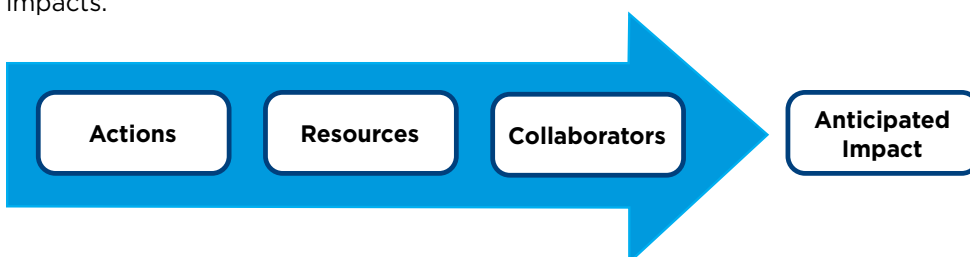 impacts.
Actions
Resources
Collaborators
Anticipated
Impact